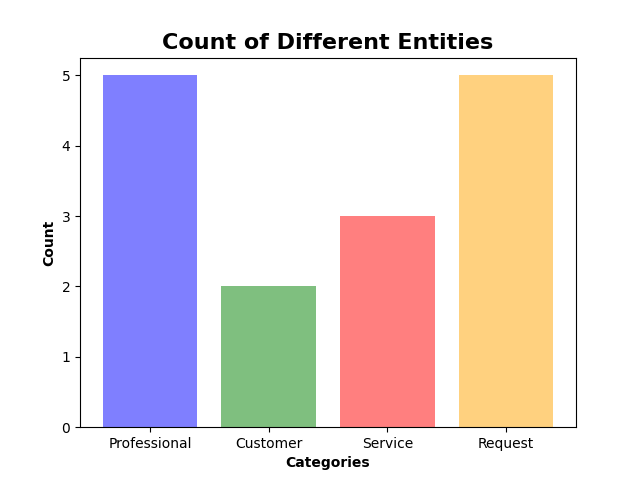 Count of Different Entities
5
4
3
2
1
0
Count
Professional Customer Service Request
Categories